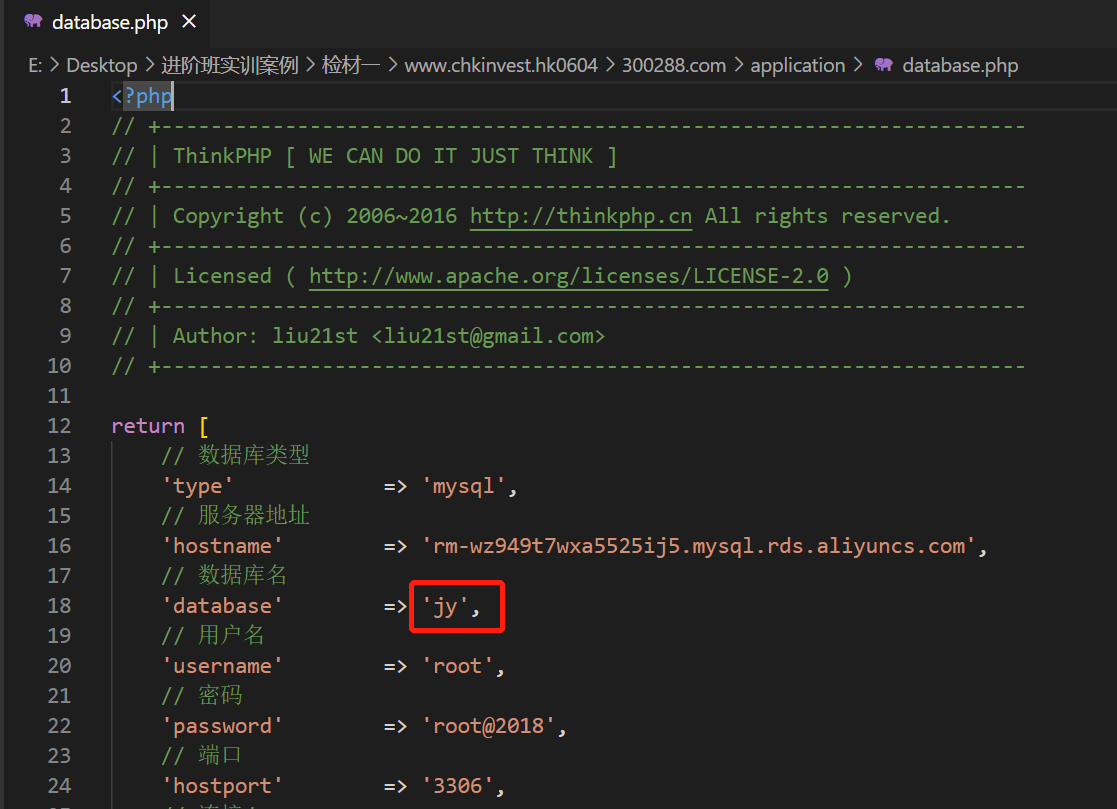 database.php ×
E: > Desktop > 进阶班实训案例 > 检材一 > www.chkinvest.hk0604 > 300288.com > application > database.php
1 <?php
2 // +----------------------------------------------------------------------
3 // | ThinkPHP [ WE CAN DO IT JUST THINK ]
4 // +----------------------------------------------------------------------
5 // | Copyright (c) 2006~2016 http://thinkphp.cn All rights reserved.
6 // +----------------------------------------------------------------------
7 // | Licensed ( http://www.apache.org/licenses/LICENSE-2.0 )
8 // +----------------------------------------------------------------------
9 // | Author: liu21st <liu21st@gmail.com>
10 // +----------------------------------------------------------------------
11
12 return [
13 // 数据库类型
14 'type' => 'mysql',
15 // 服务器地址
16 'hostname' => 'rm-wz949t7wxa5525ij5.mysql.rds.aliyuncs.com',
17 // 数据库名
18 'database' => 'jy',
19 // 用户名
20 'username' => 'root',
21 // 密码
22 'password' => 'root@2018',
23 // 端口
24 'hostport' => '3306',